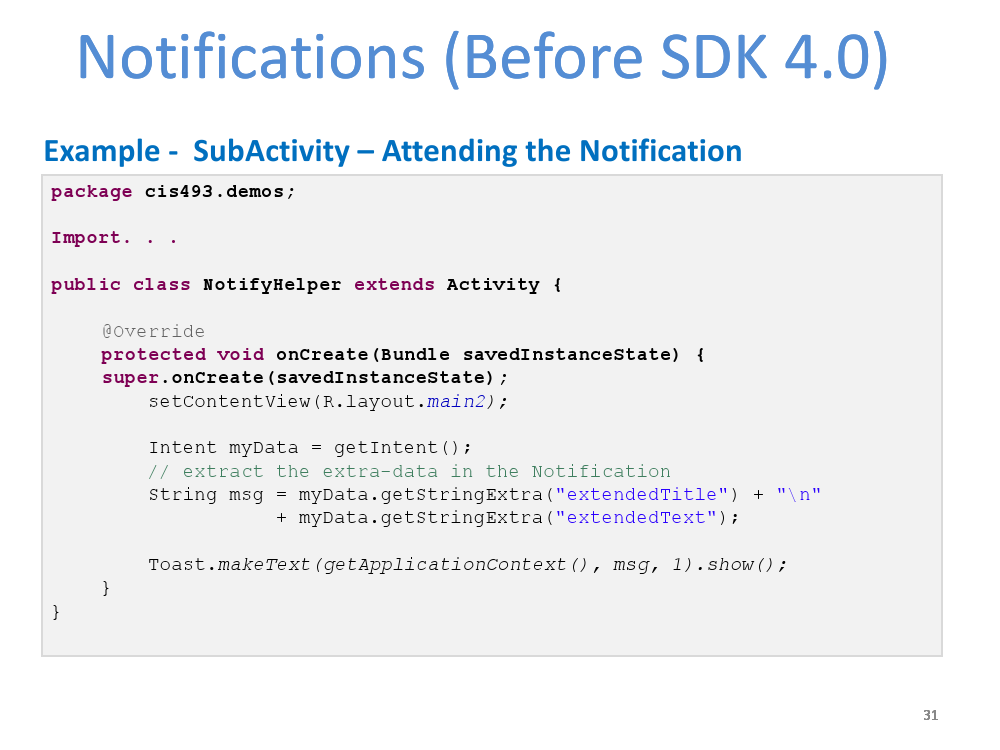 Notifications (Before SDK 4.0)
Example -  SubActivity – Attending the Notification
package cis493.demos;
Import. . .
public class NotifyHelper extends Activity {
@Override
protected void onCreate(Bundle savedInstanceState) {
super.onCreate(savedInstanceState);
setContentView(R.layout.main2);
Intent myData = getIntent();
// extract the extra-data in the Notification
String msg = myData.getStringExtra("extendedTitle") + "\n"
+ myData.getStringExtra("extendedText");
Toast.makeText(getApplicationContext(), msg, 1).show();
}
}
31